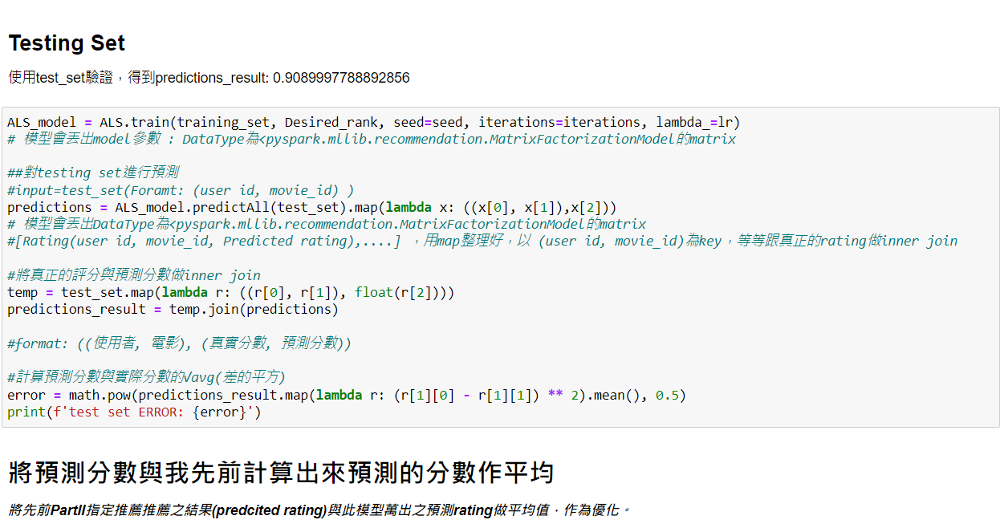 Testing Set
使用test_set驗證，得到predictions_result: 0.9089997788892856
ALS_model = ALS.train(training_set, Desired_rank, seed=seed, iterations=iterations, lambda_=lr)
# 模型會丟出model參數 : DataType為<pyspark.mllib.recommendation.MatrixFactorizationModel的matrix
##對testing set進行預測
#input=test_set(Foramt: (user id, movie_id) )
predictions = ALS_model.predictAll(test_set).map(lambda x: ((x[0], x[1]),x[2]))
# 模型會丟出DataType為<pyspark.mllib.recommendation.MatrixFactorizationModel的matrix
#[Rating(user id, movie_id, Predicted rating),....] ，用map整理好，以 (user id, movie_id)為key，等等跟真正的rating做inner join
#將真正的評分與預測分數做inner join
temp = test_set.map(lambda r: ((r[0], r[1]), float(r[2])))
predictions_result = temp.join(predictions)
#format: ((使用者, 電影), (真實分數, 預測分數))
#計算預測分數與實際分數的√avg(差的平方)
error = math.pow(predictions_result.map(lambda r: (r[1][0] - r[1][1]) ** 2).mean(), 0.5)
print(f'test set ERROR: {error}')
將預測分數與我先前計算出來預測的分數作平均
將先前PartII指定推薦推薦之結果(predcited rating)與此模型萬出之預測rating做平均值，作為優化。